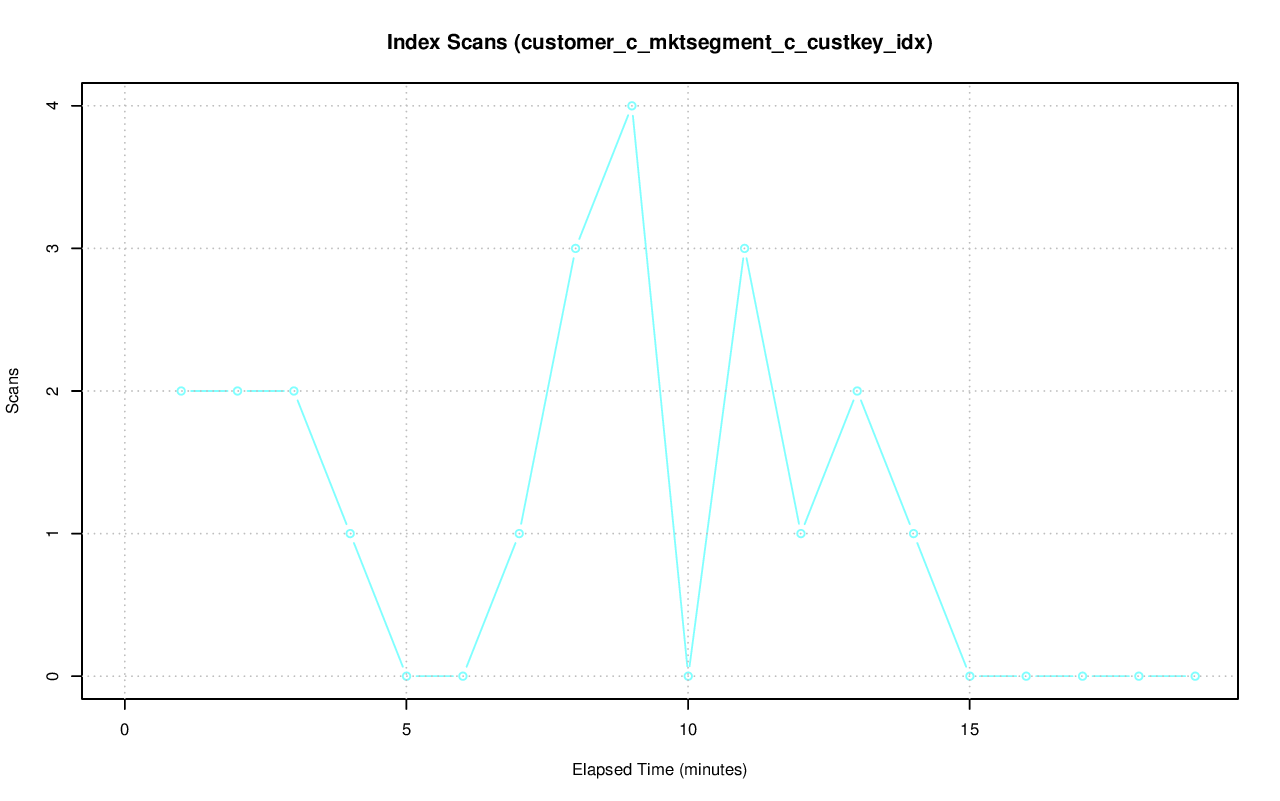 Index Scans (customer_c_mktsegment_c_custkey_idx)
4
3
2
1
0
Scans
0 5 10 15
Elapsed Time (minutes)